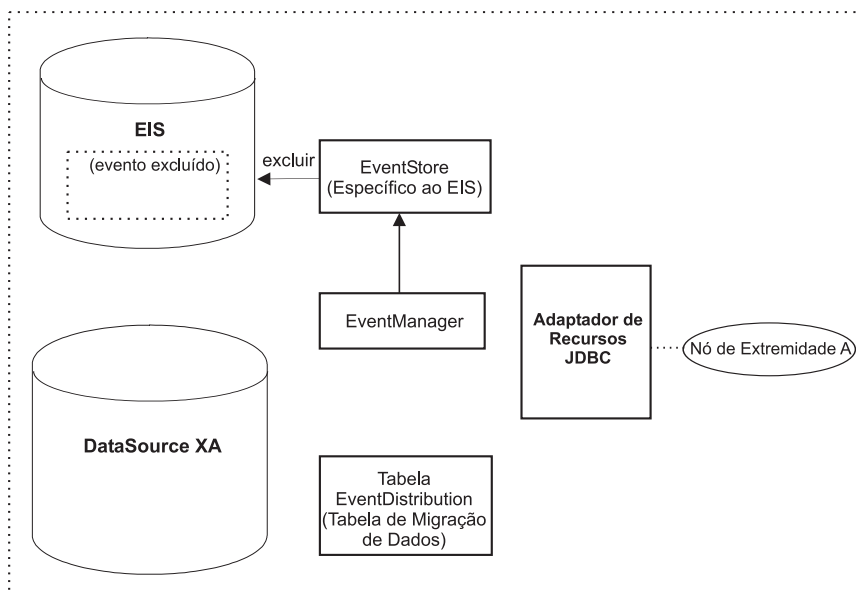 EIS
(evento excluído)
excluir
EventStore
(Específico ao EIS)
EventManager
Adaptador de
Recursos
JDBC
Nó de Extremidade A
DataSource XA
Tabela
EventDistribution
(Tabela de Migração
de Dados)